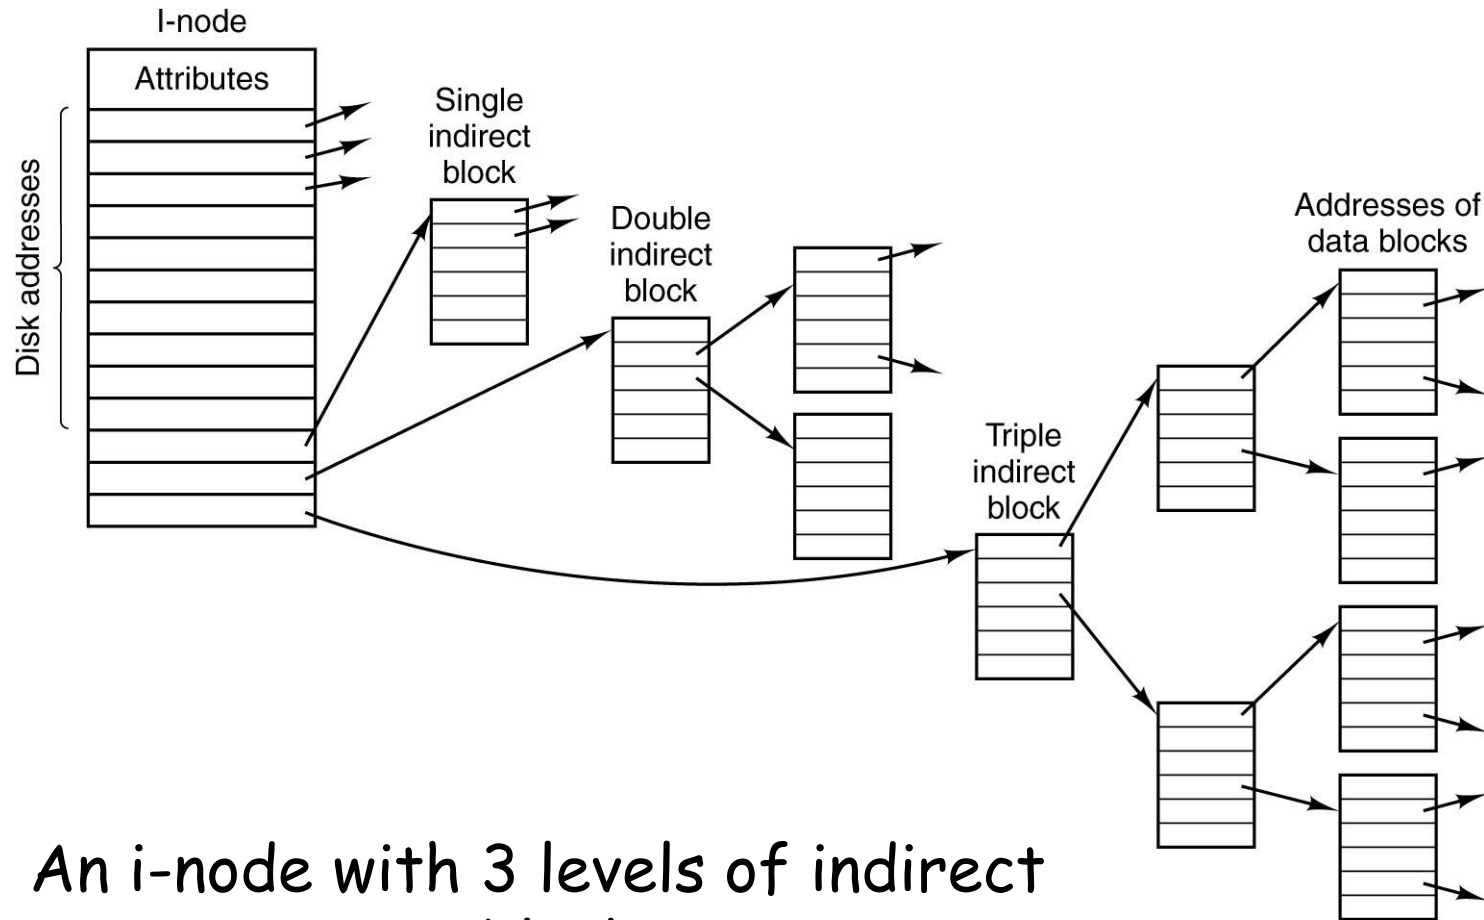 I-node
Attributes
Disk addresses
Single
indirect
block
Double
indirect
block
Triple
indirect
block
Addresses of
data blocks
An i-node with 3 levels of indirect